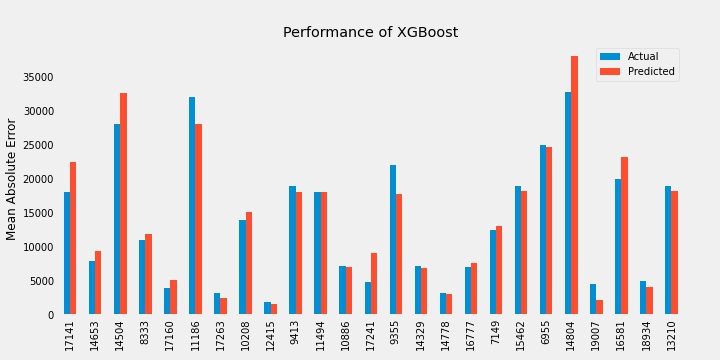 Performance of XGBoost
Actual
Predicted
Mean Absolute Error
35000
30000
25000
20000
15000
10000
5000
0
17141 14653 14504 8333 17160 11186 17263 10208 12415 9413 11494 10886 17241 9355 14329 14778 16777 7149 15462 6955 14804 19007 16581 18934 13210